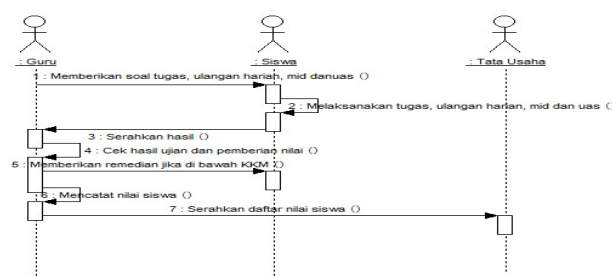 : Guru
: Siswa
: Tata Usaha
1 : Memberikan soal tugas, ulangan harian, mid danuas ()
2 : Melaksanakan tugas, ulangan harian, mid dan uas ()
3 : Serahkan hasil ()
4 : Cek hasil ujian dan pemberian nilai ()
5 : Memberikan remedian jika di bawah KKM ()
6 : Mencatat nilai siswa ()
7 : Serahkan daftar nilai siswa ()